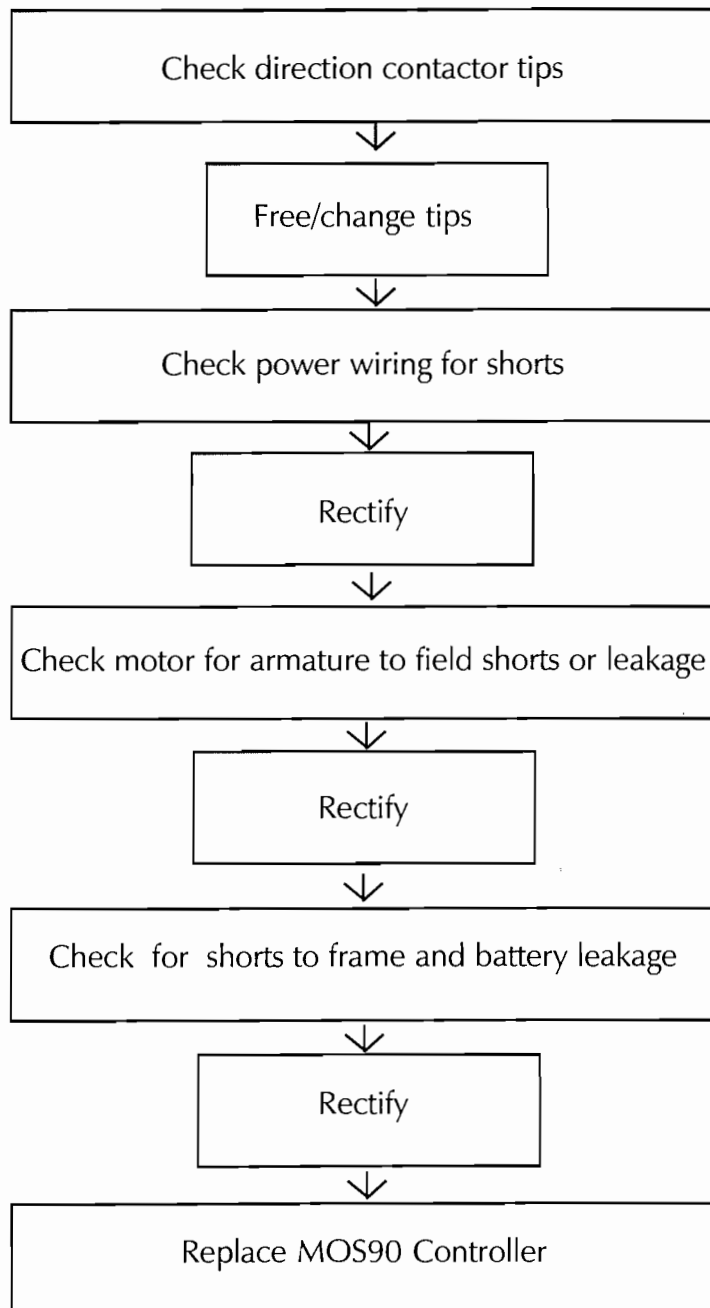 Check direction contactor tips
Free/change tips
Check power wiring for shorts
Rectify
Check motor for armature to field shorts or leakage
Rectify
Check for shorts to frame and battery leakage
Rectify
Replace MOS90 Controller